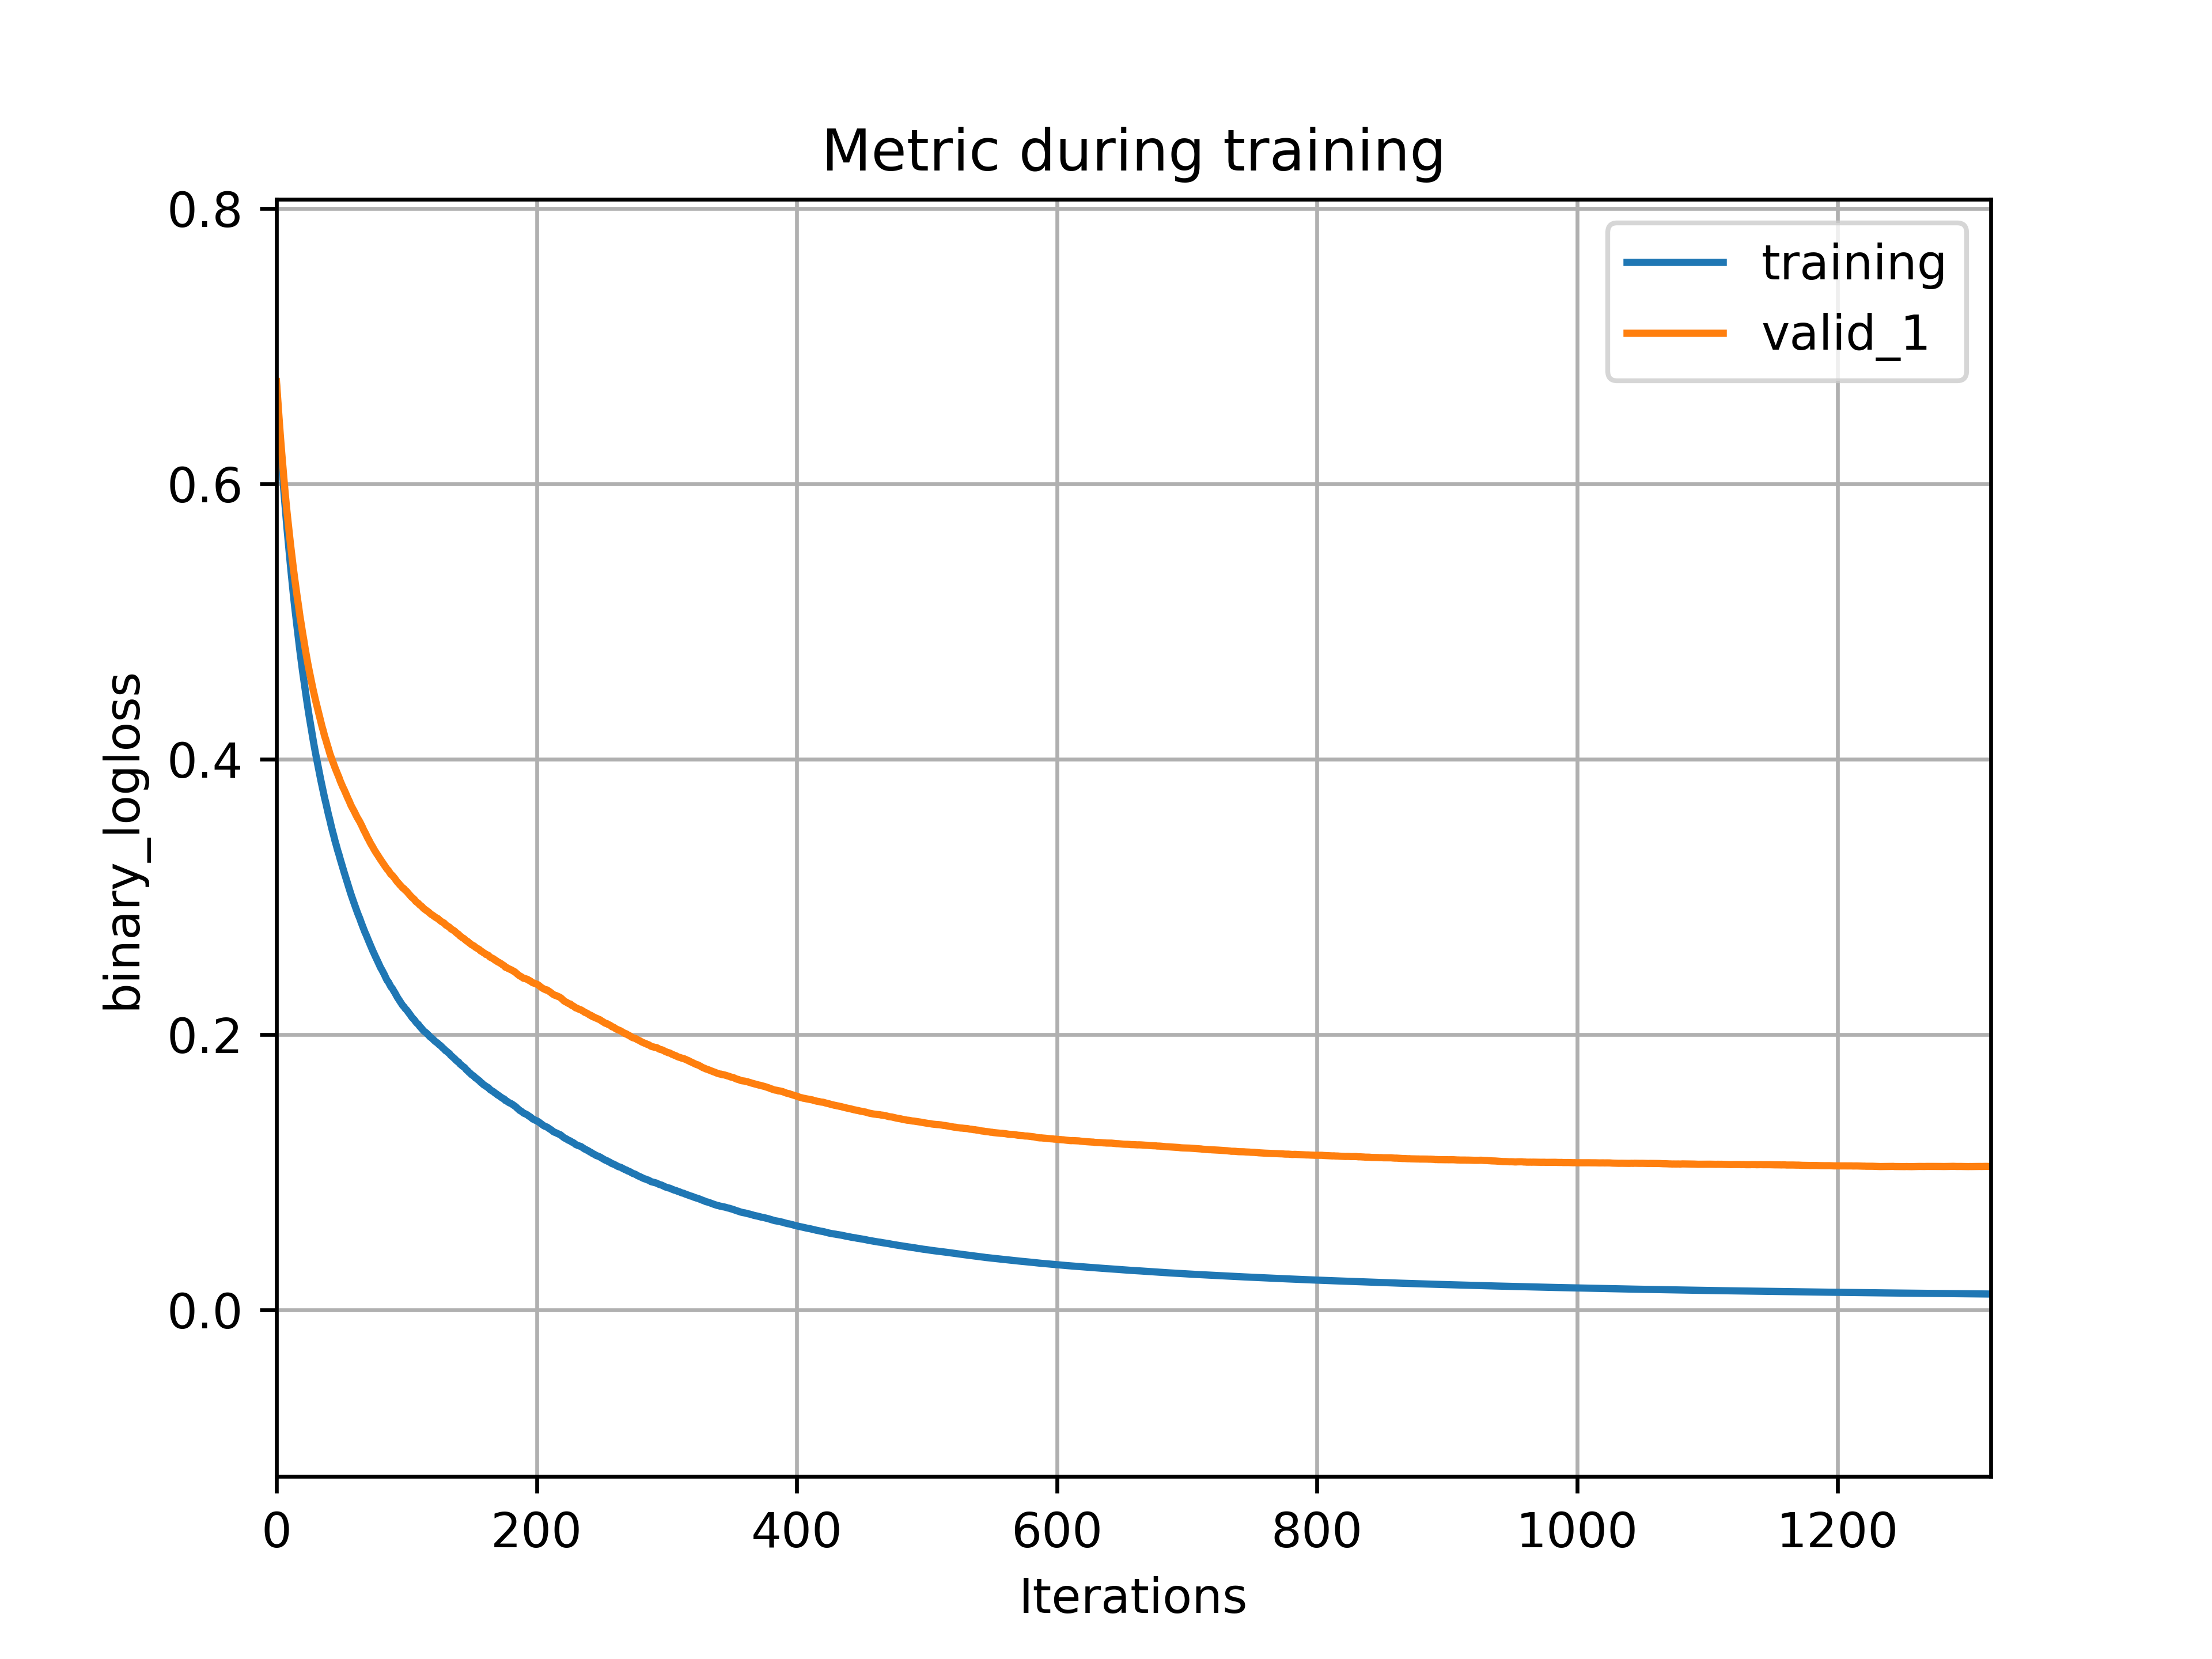 Metric during training
0.8
0.6
0.4
0.2
0.0
binary_logloss
training
valid_1
0 200 400 600 800 1000 1200
Iterations